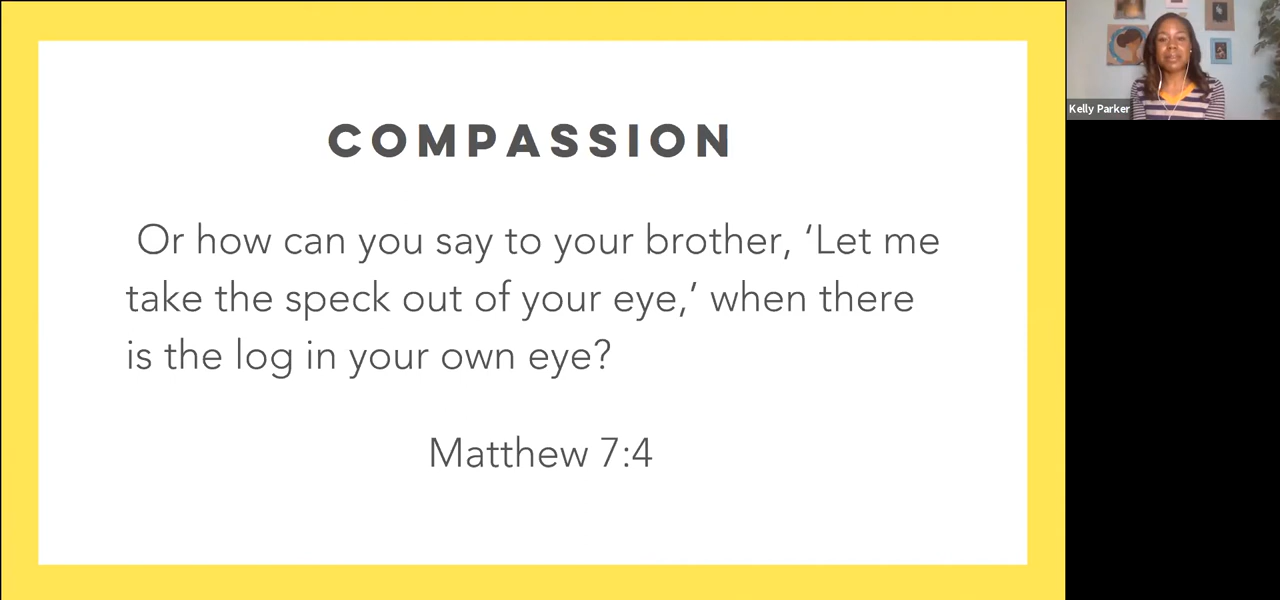 COMPASSION
Or how can you say to your brother, ‘Let me
take the speck out of your eye,’ when there
is the log in your own eye?
Matthew 7:4
Kelly Parker